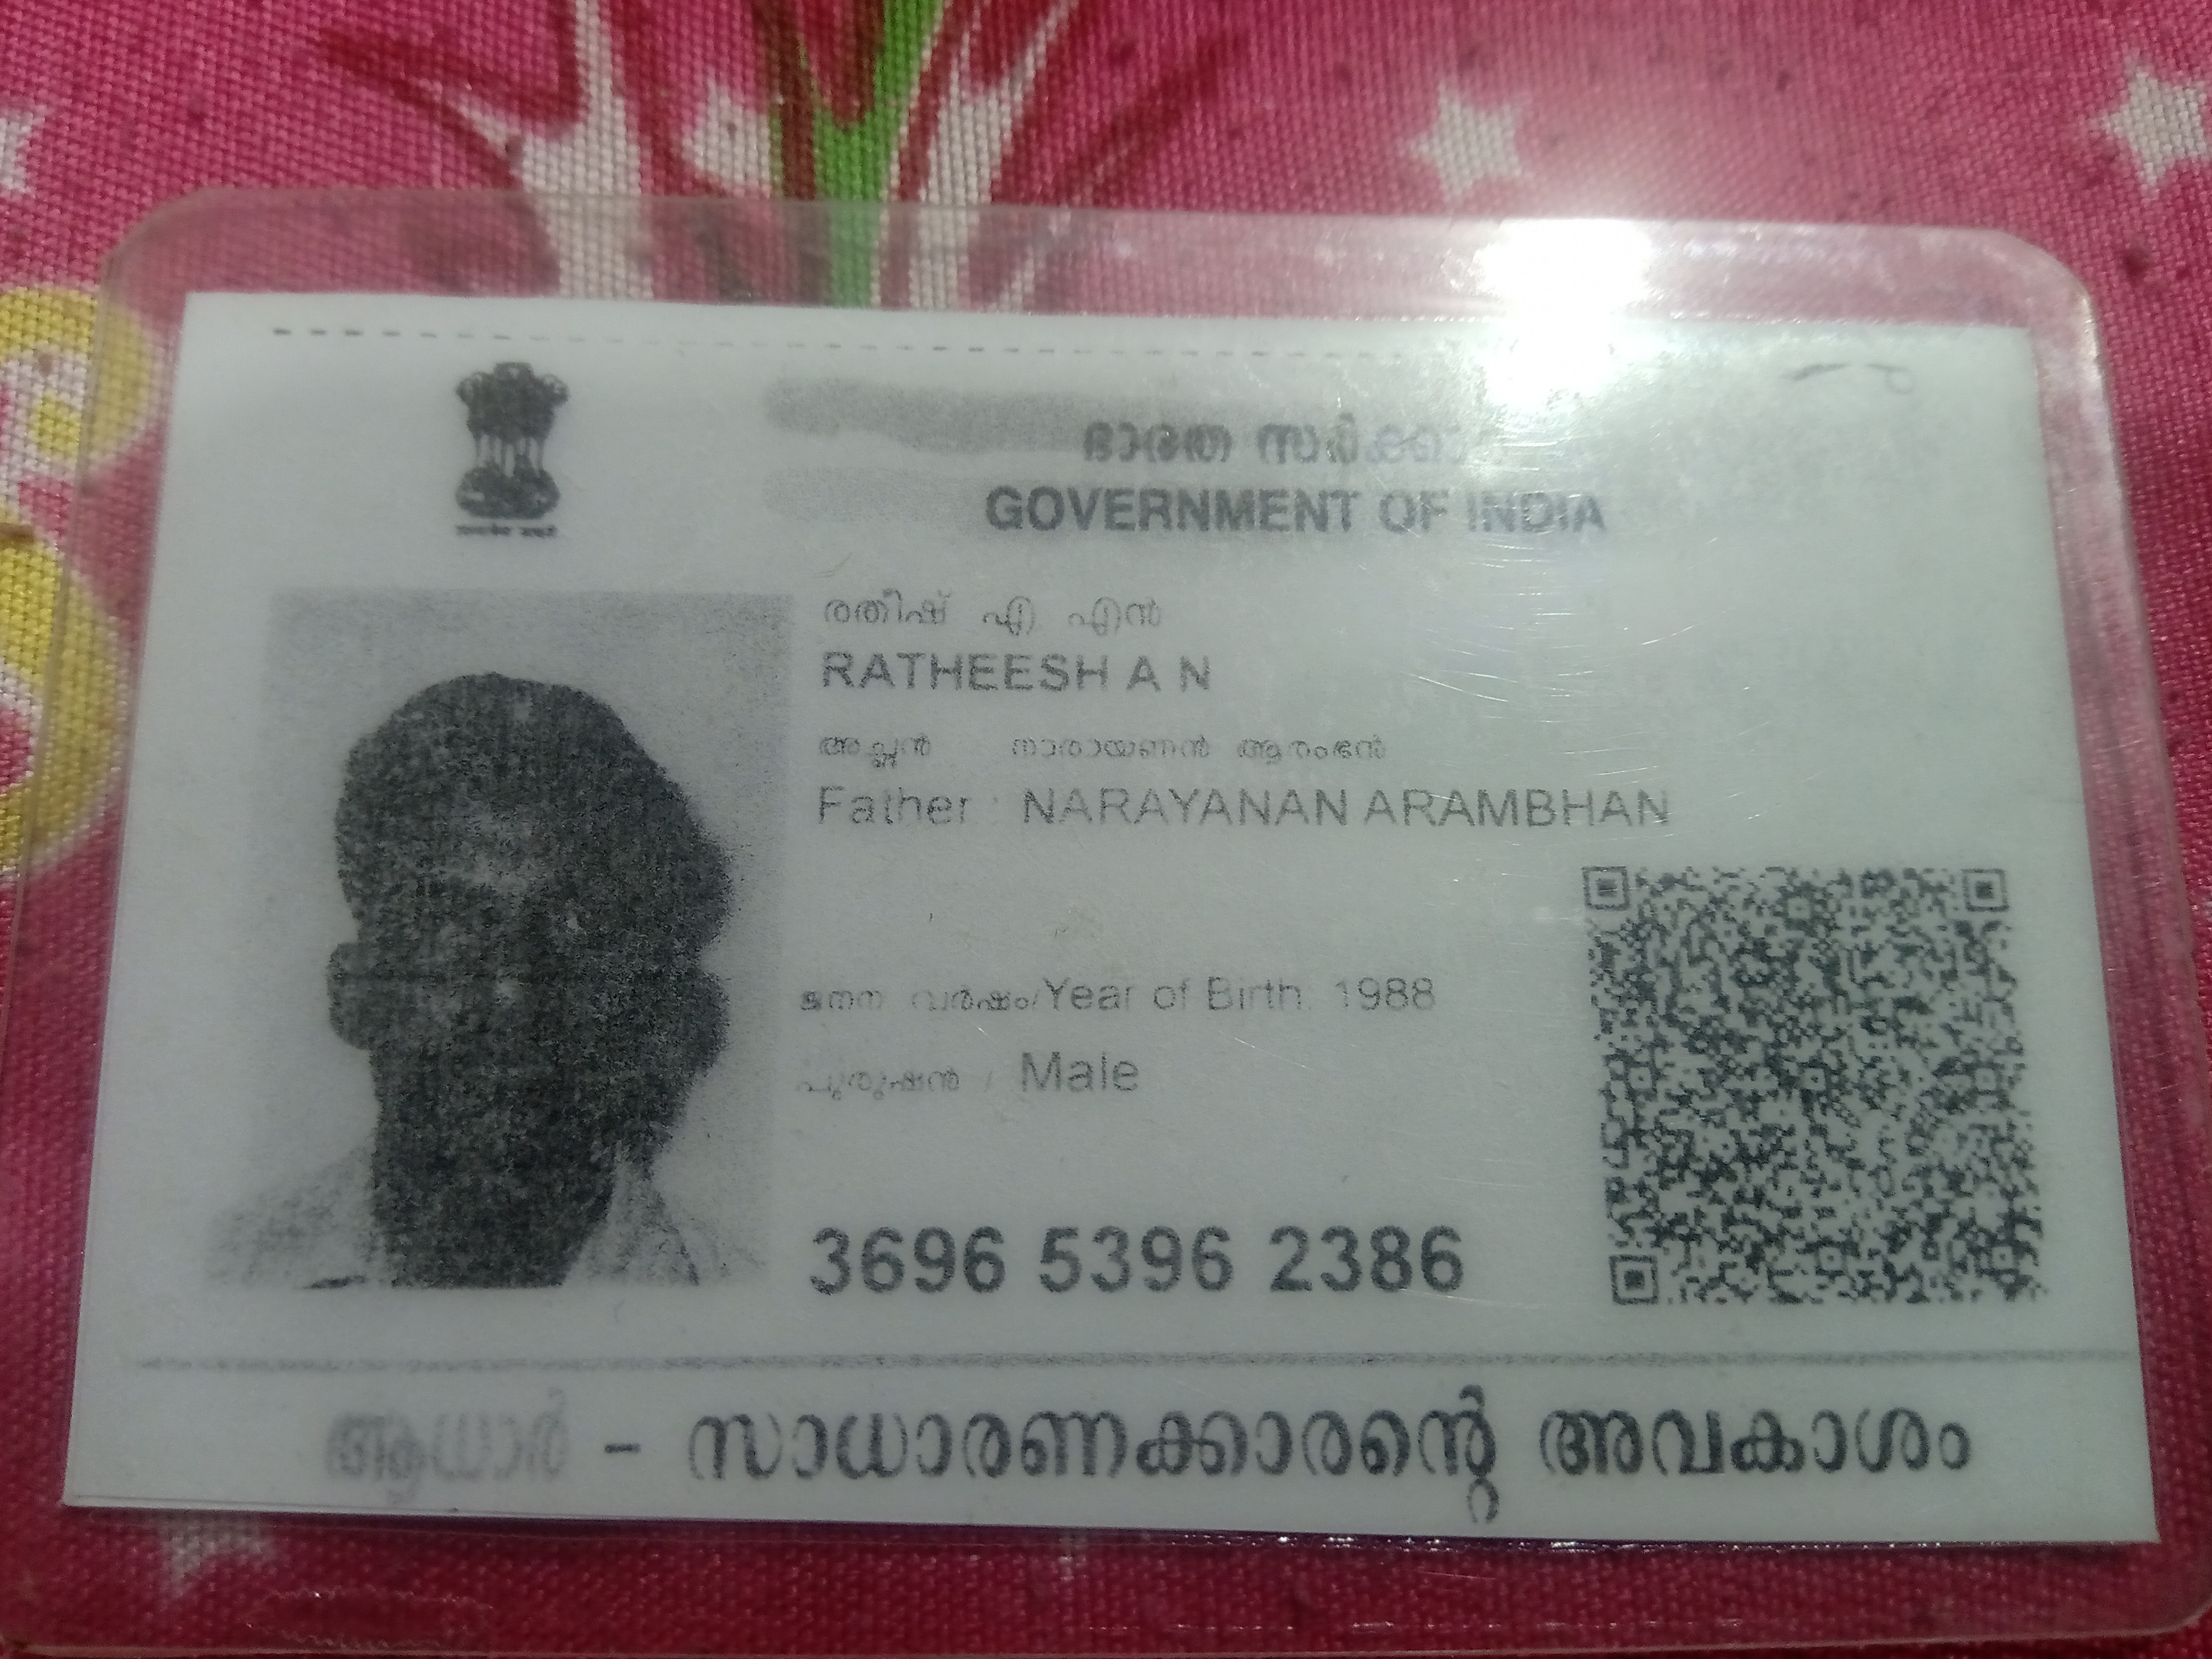 ഭാരത സർക്കാർ
GOVERNMENT OF INDIA
രതീഷ് എ എൻ
RATHEESH A N
അച്ഛൻ നാരായണൻ ആരംഭൻ
Father : NARAYANAN ARAMBHAN
ജനന വർഷം/Year of Birth: 1988
പുരുഷൻ / Male
3696 5396 2386
ആധാർ - സാധാരണക്കാരന്റെ അവകാശം